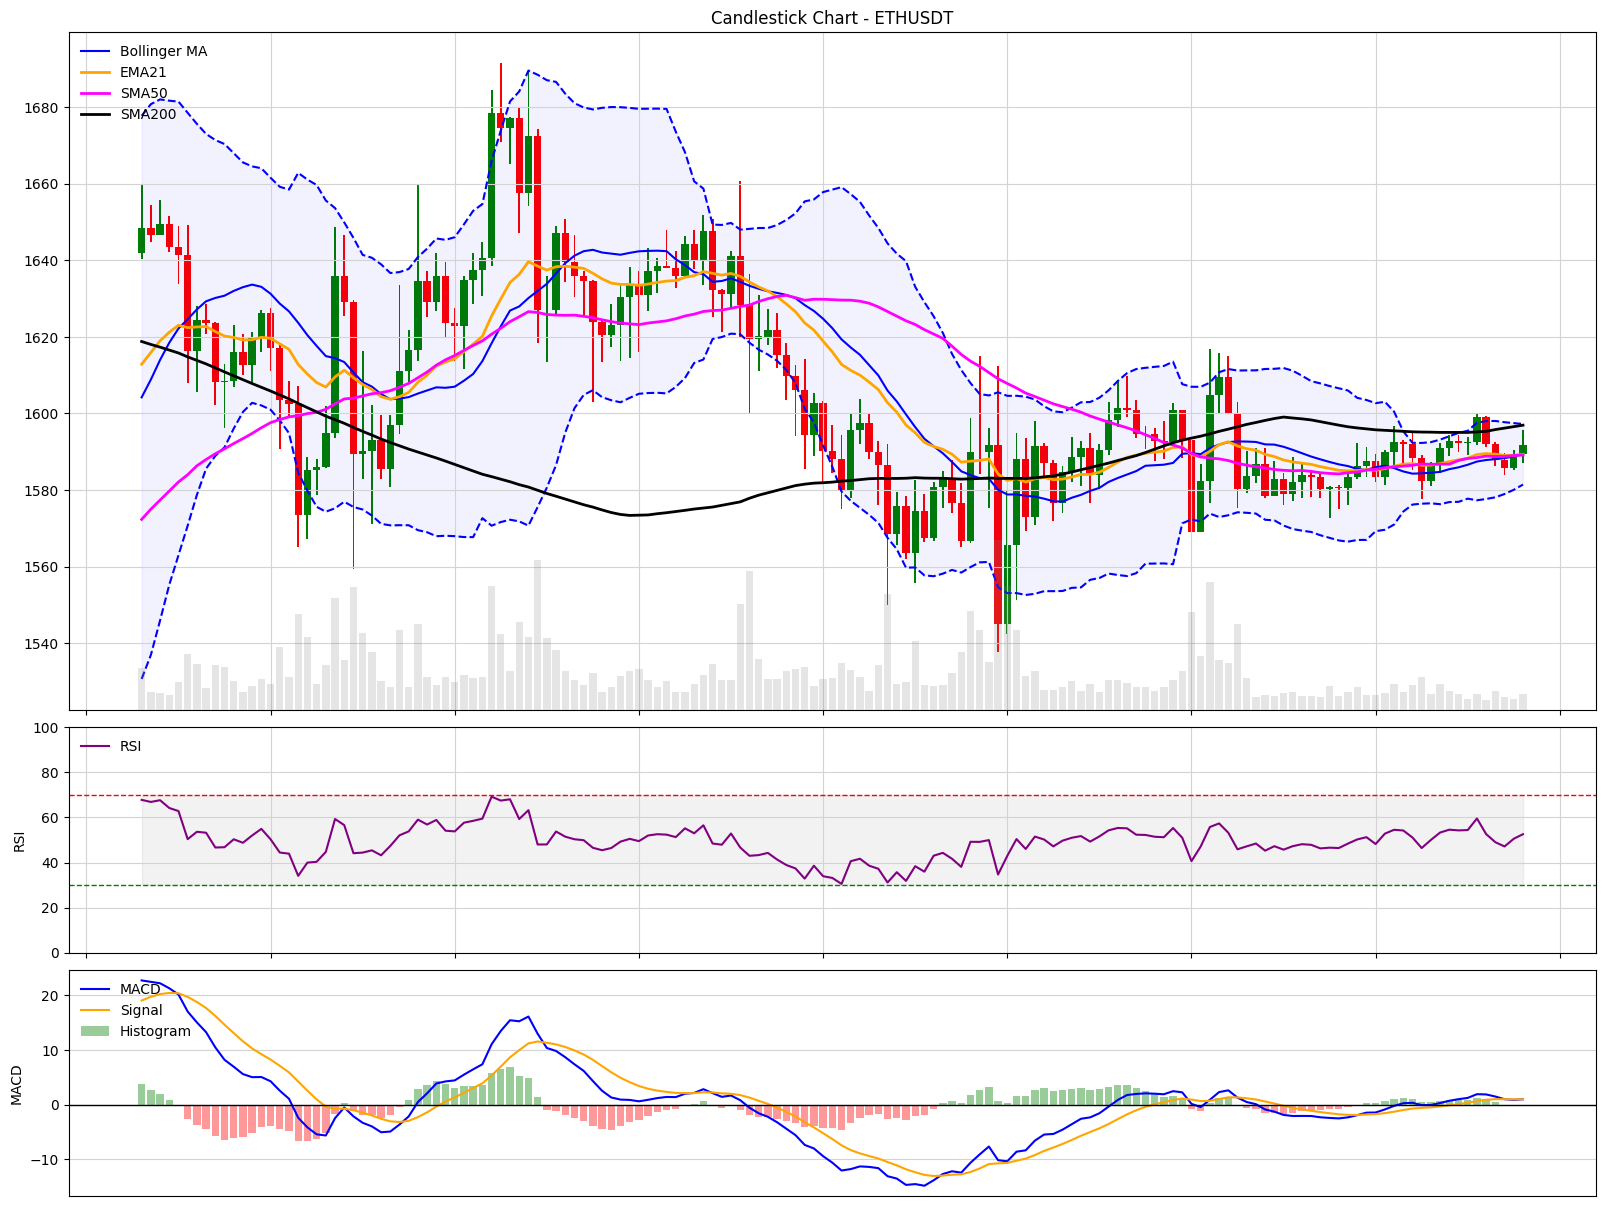 Candlestick Chart - ETHUSDT
Bollinger MA
EMA21
SMA50
SMA200
1680
1660
1640
1620
1600
1580
1560
1540
100
80
60
40
20
0
RSI
RSI
20
10
0
−10
MACD
MACD
Signal
Histogram